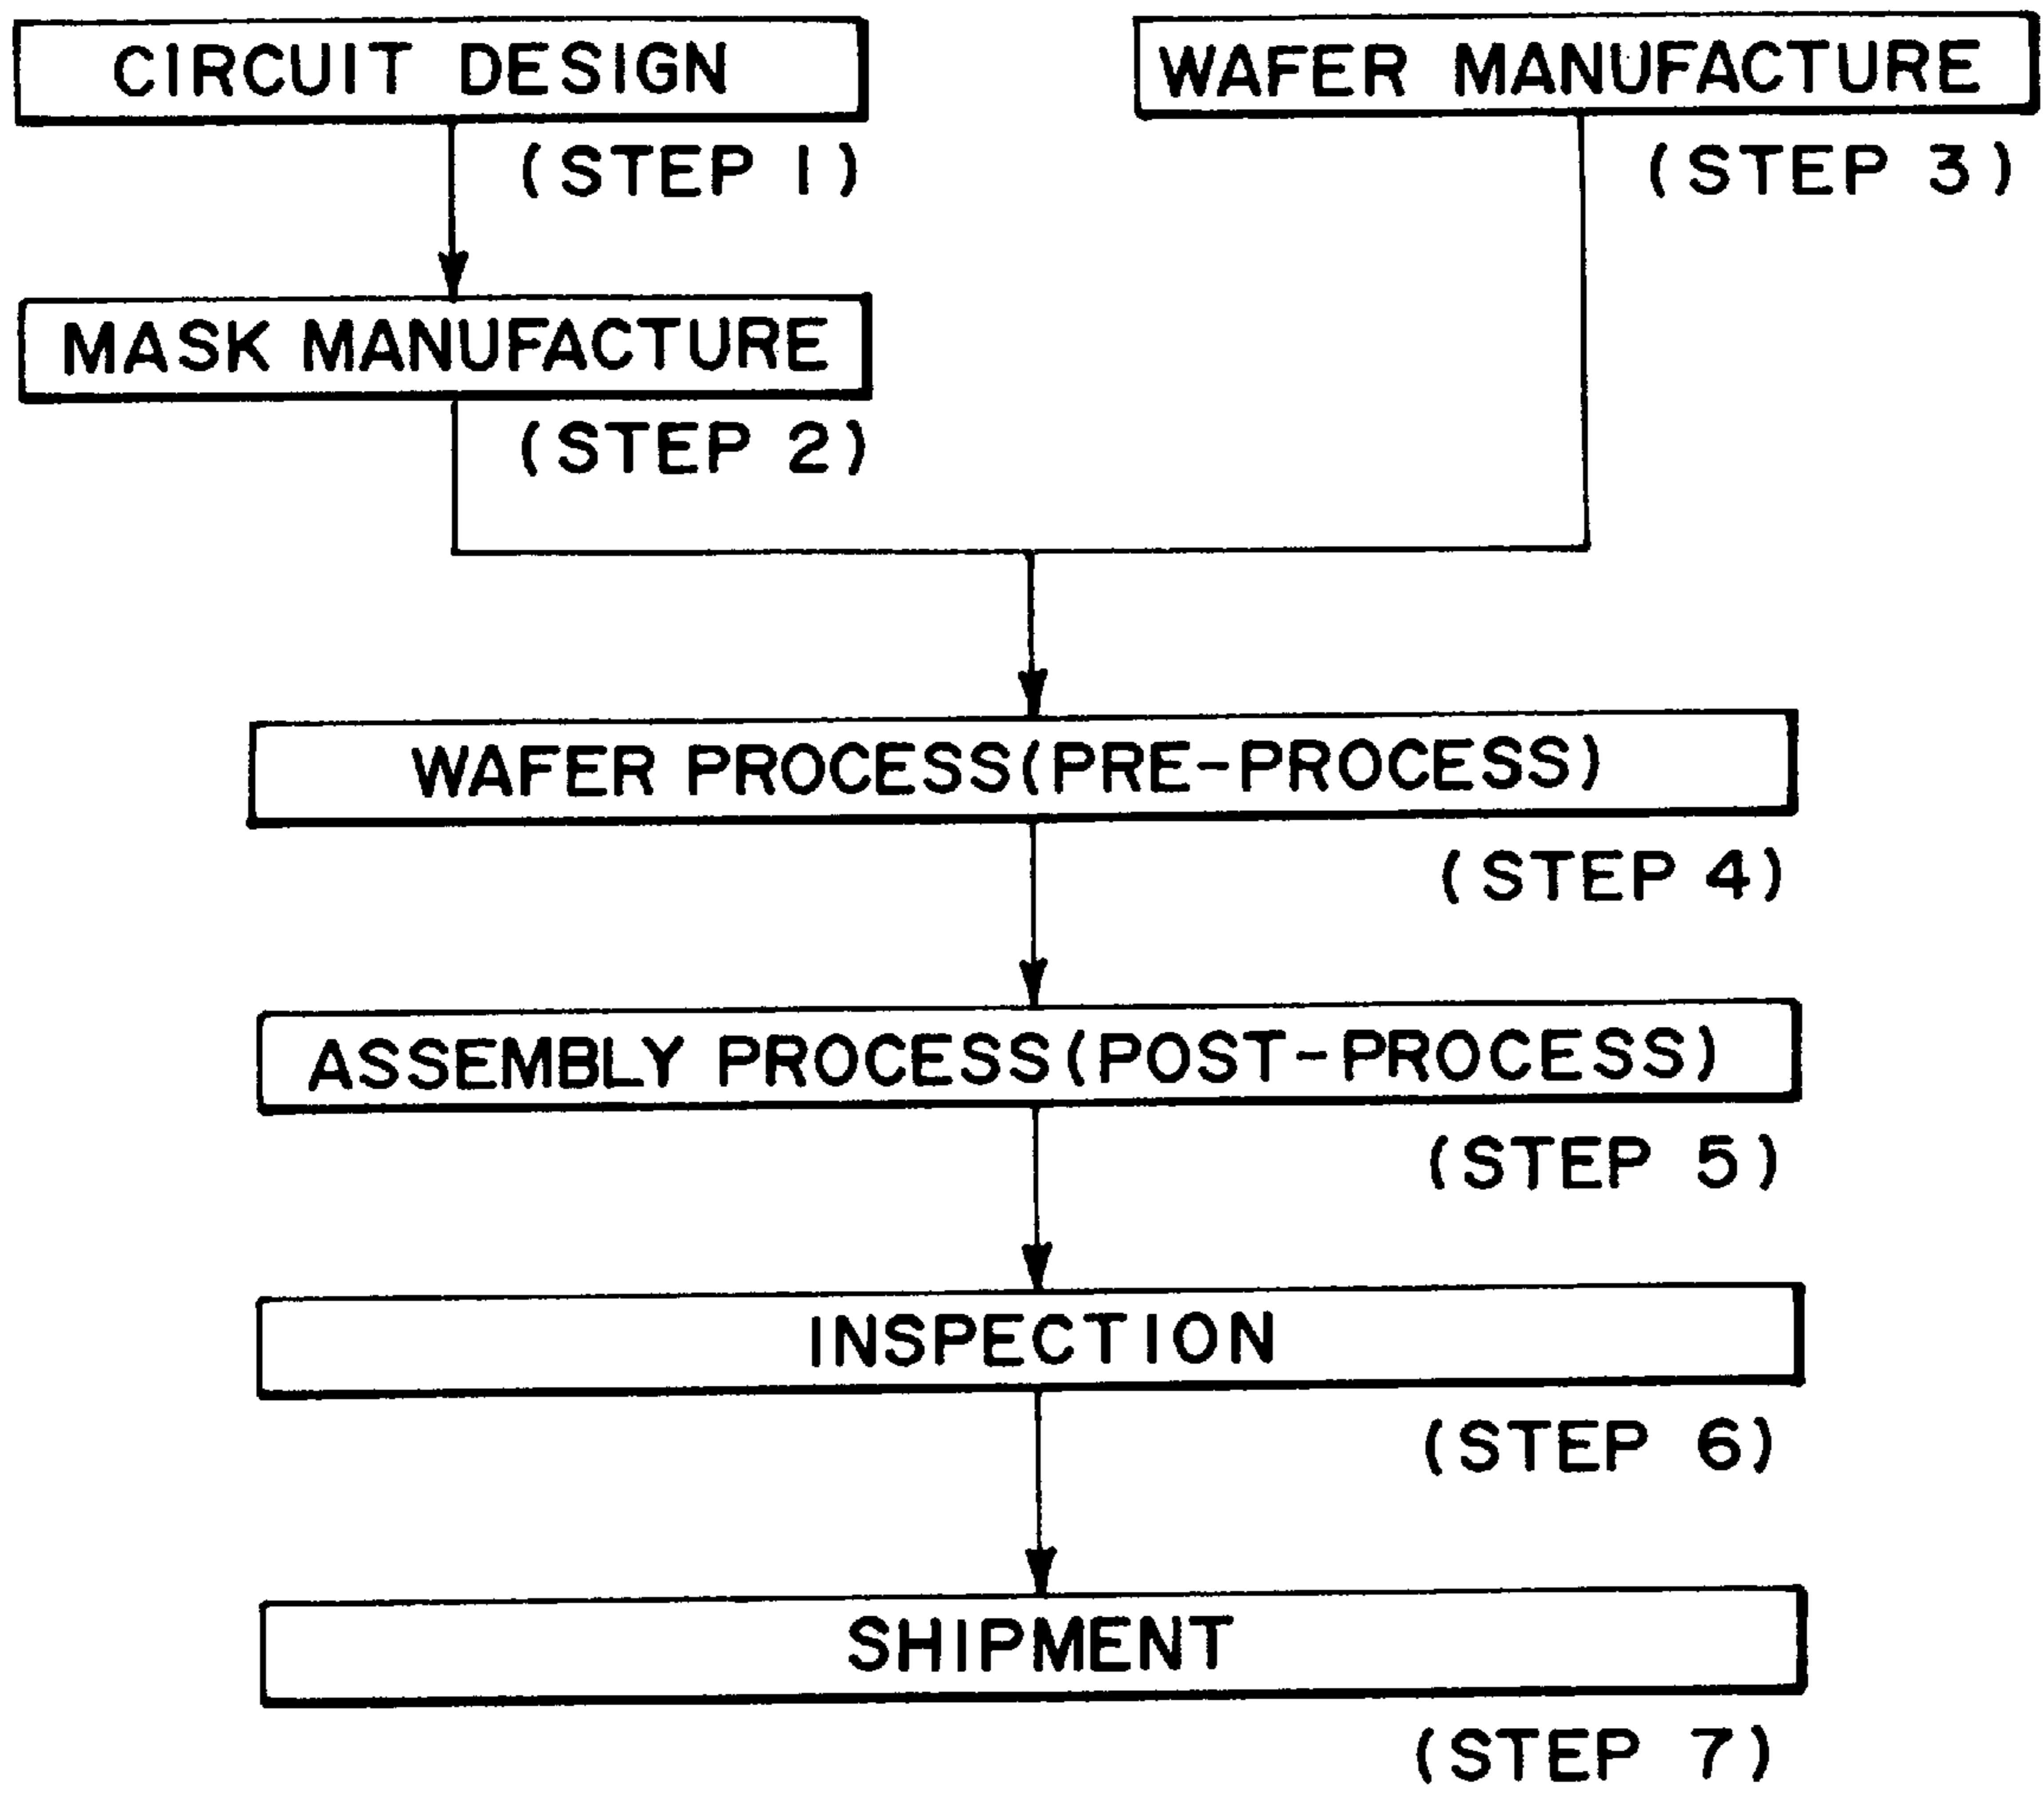 CIRCUIT DESIGN
(STEP 1)
WAFER MANUFACTURE
(STEP 3)
MASK MANUFACTURE
(STEP 2)
WAFER PROCESS(PRE-PROCESS)
(STEP 4)
ASSEMBLY PROCESS(POST-PROCESS)
(STEP 5)
INSPECTION
(STEP 6)
SHIPMENT
(STEP 7)